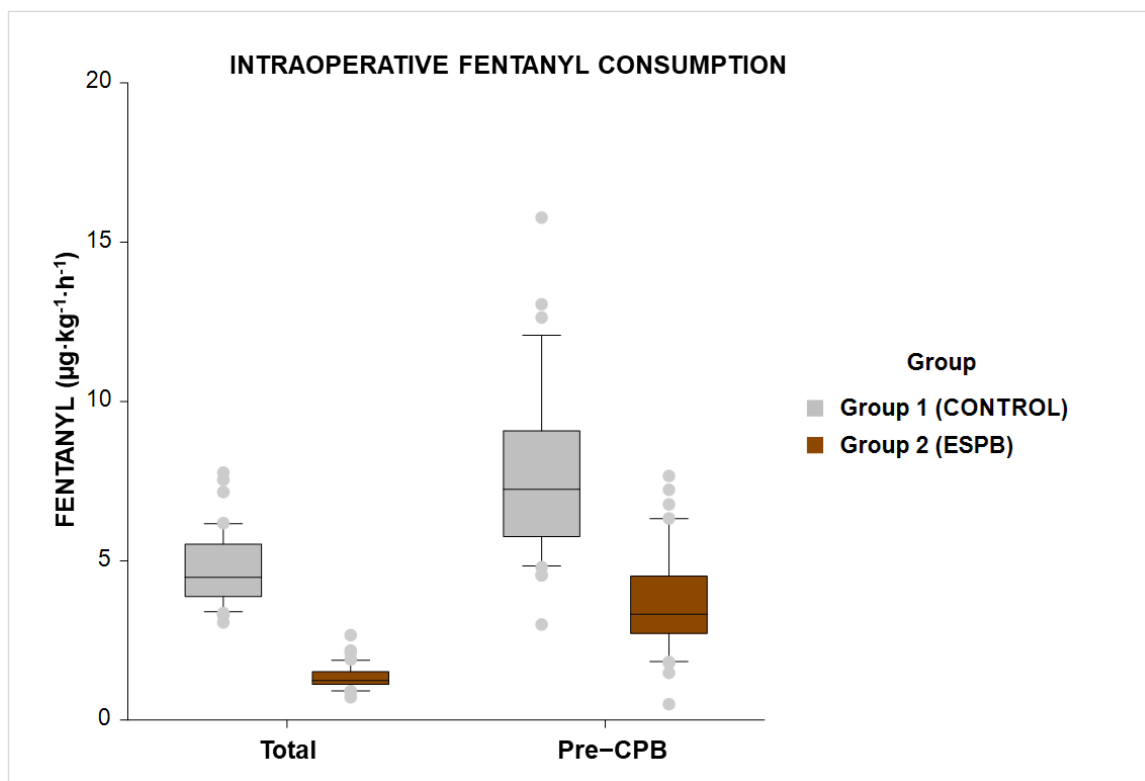 INTRAOPERATIVE FENTANYL CONSUMPTION
20
15
10
5
0
FENTANYL (µg·kg⁻¹·h⁻¹)
Total
Pre−CPB
Group
Group 1 (CONTROL)
Group 2 (ESPB)